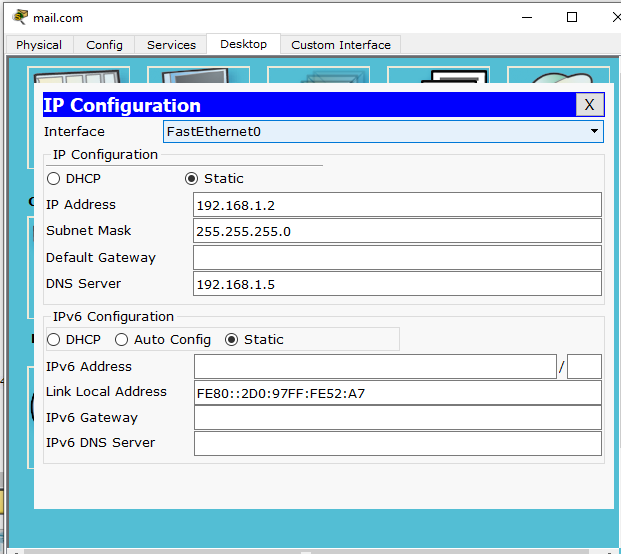 mail.com
Physical Config Services Desktop Custom Interface
IP Configuration X
Interface FastEthernet0
IP Configuration
DHCP Static
IP Address 192.168.1.2
Subnet Mask 255.255.255.0
Default Gateway
DNS Server 192.168.1.5
IPv6 Configuration
DHCP Auto Config Static
IPv6 Address /
Link Local Address FE80::2D0:97FF:FE52:A7
IPv6 Gateway
IPv6 DNS Server